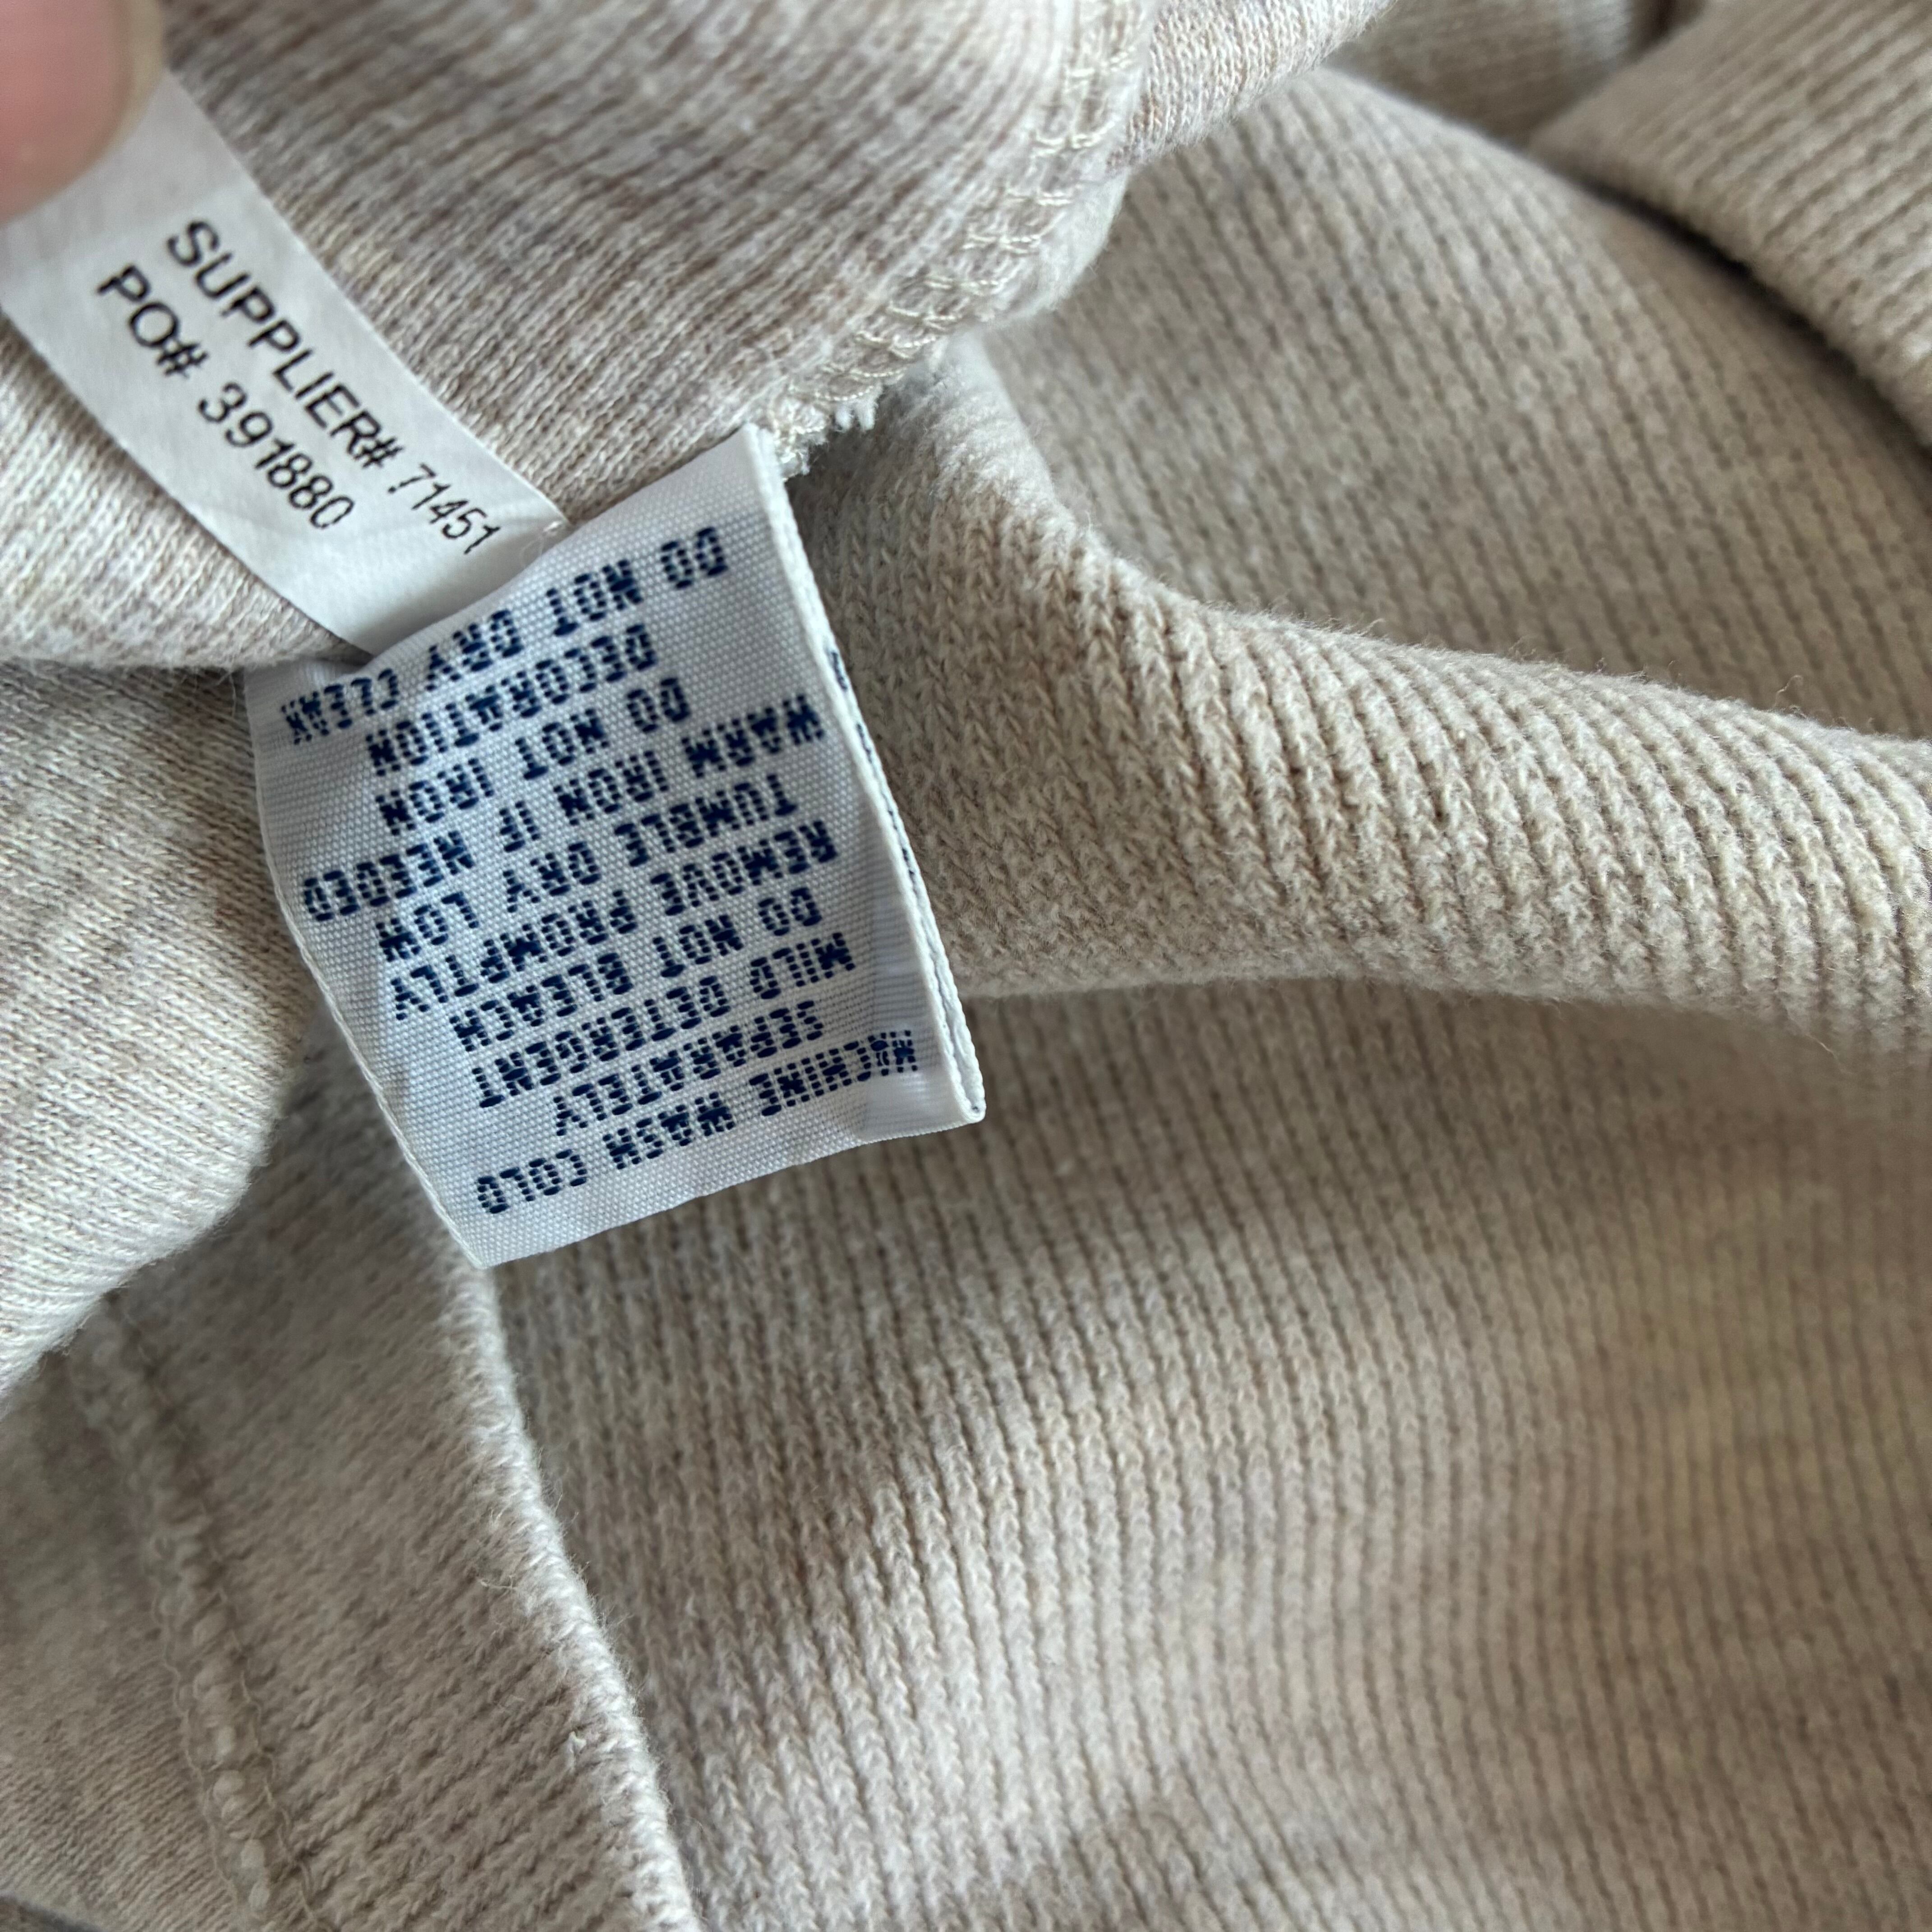 SUPPLIER# 71451
PO# 391880
MACHINE WASH COLD
SEPARATELY
MILD DETERGENT
DO NOT BLEACH
REMOVE PROMPTLY
TUMBLE DRY LOW
WARM IRON IF NEEDED
DO NOT IRON
DECORATION
DO NOT DRY CLEAN